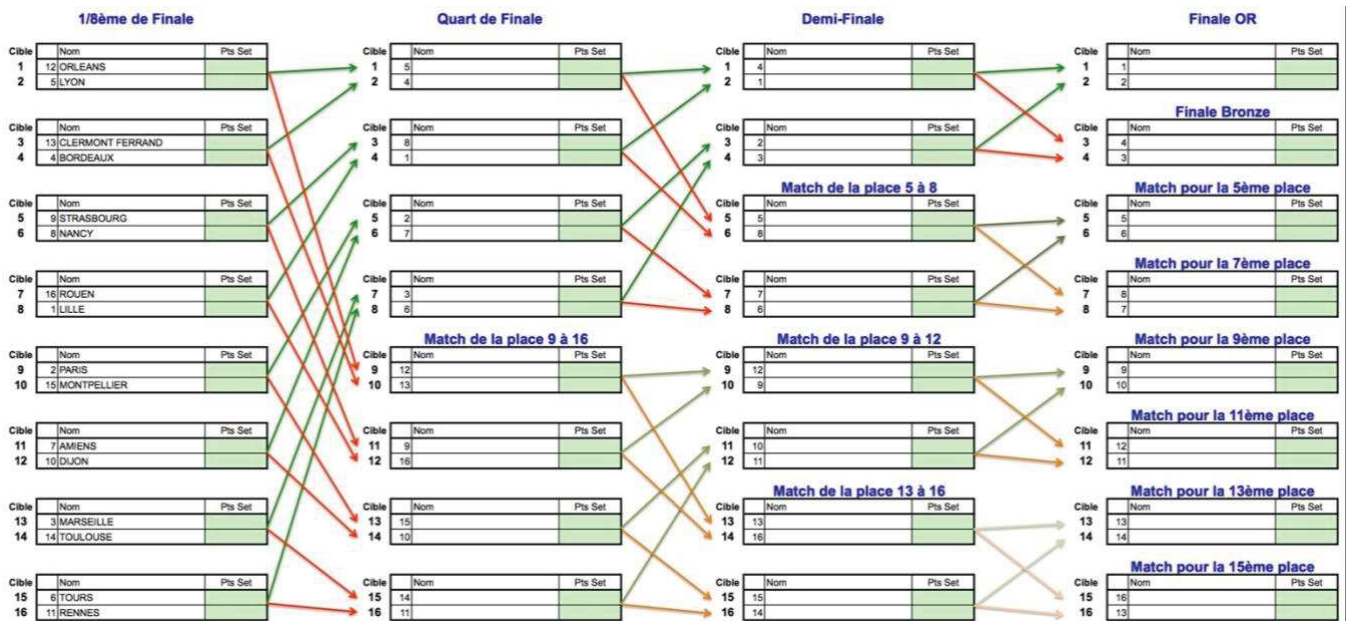 1/8ème de Finale
Cible Nom Pts Set
1 12 ORLEANS
2 5 LYON
Cible Nom Pts Set
3 13 CLERMONT FERRAND
4 4 BORDEAUX
Cible Nom Pts Set
5 9 STRASBOURG
6 8 NANCY
Cible Nom Pts Set
7 16 ROUEN
8 1 LILLE
Cible Nom Pts Set
9 2 PARIS
10 15 MONTPELLIER
Cible Nom Pts Set
11 7 AMIENS
12 10 DIJON
Cible Nom Pts Set
13 3 MARSEILLE
14 14 TOULOUSE
Cible Nom Pts Set
15 6 TOURS
16 11 RENNES
Quart de Finale
Cible Nom Pts Set
1 5
2 4
Cible Nom Pts Set
3 8
4 1
Cible Nom Pts Set
5 2
6 7
Cible Nom Pts Set
7 3
8 6
Match de la place 9 à 16
Cible Nom Pts Set
9 12
10 13
Cible Nom Pts Set
11 9
12 16
Cible Nom Pts Set
13 15
14 10
Cible Nom Pts Set
15 14
16 11
Demi-Finale
Cible Nom Pts Set
1 4
2 1
Cible Nom Pts Set
3 2
4 3
Match de la place 5 à 8
Cible Nom Pts Set
5 5
6 8
Cible Nom Pts Set
7 7
8 6
Match de la place 9 à 12
Cible Nom Pts Set
9 12
10 9
Cible Nom Pts Set
11 10
12 11
Match de la place 13 à 16
Cible Nom Pts Set
13 13
14 16
Cible Nom Pts Set
15 15
16 14
Finale OR
Cible Nom Pts Set
1 1
2 2
Finale Bronze
Cible Nom Pts Set
3 4
4 3
Match pour la 5ème place
Cible Nom Pts Set
5 5
6 6
Match pour la 7ème place
Cible Nom Pts Set
7 8
8 7
Match pour la 9ème place
Cible Nom Pts Set
9 9
10 10
Match pour la 11ème place
Cible Nom Pts Set
11 12
12 11
Match pour la 13ème place
Cible Nom Pts Set
13 13
14 14
Match pour la 15ème place
Cible Nom Pts Set
15 16
16 13